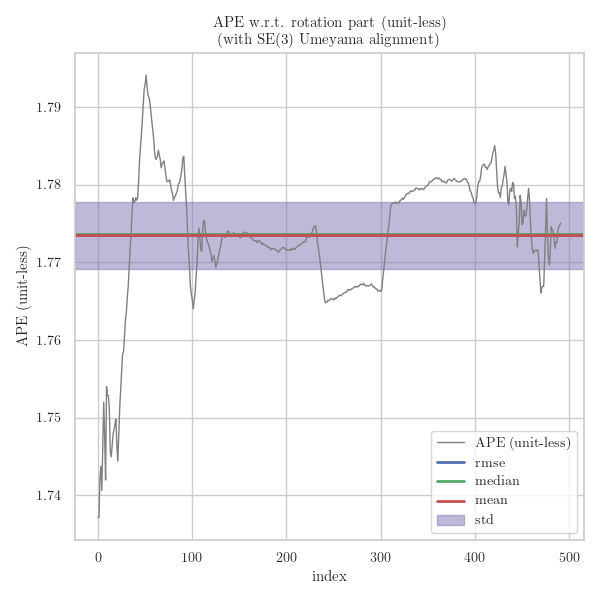 APE w.r.t. rotation part (unit-less)
(with SE(3) Umeyama alignment)
APE (unit-less)
1.79
1.78
1.77
1.76
1.75
1.74
0
100
200
300
400
500
index
APE (unit-less)
rmse
median
mean
std